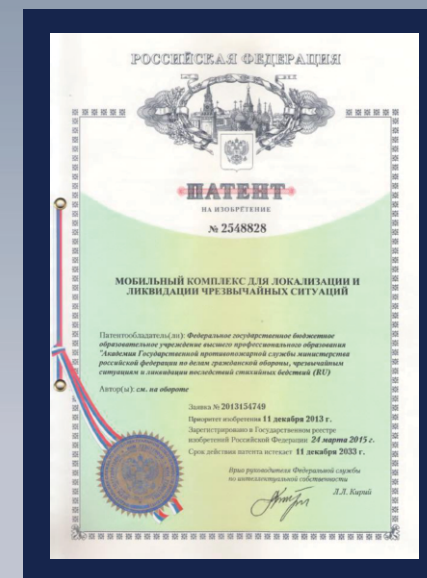 РОССИЙСКАЯ ФЕДЕРАЦИЯ
ПАТЕНТ
НА ИЗОБРЕТЕНИЕ
№ 2548828
МОБИЛЬНЫЙ КОМПЛЕКС ДЛЯ ЛОКАЛИЗАЦИИ И
ЛИКВИДАЦИИ ЧРЕЗВЫЧАЙНЫХ СИТУАЦИЙ
Патентообладатель(ли): Федеральное государственное бюджетное
образовательное учреждение высшего профессионального образования
"Академия Государственной противопожарной службы министерства
российской федерации по делам гражданской обороны, чрезвычайным
ситуациям и ликвидации последствий стихийных бедствий (RU)
Автор(ы): см. на обороте
Заявка № 2013154749
Приоритет изобретения 11 декабря 2013 г.
Зарегистрировано в Государственном реестре
изобретений Российской Федерации 24 марта 2015 г.
Срок действия патента истекает 11 декабря 2033 г.
Врио руководителя Федеральной службы
по интеллектуальной собственности
Л.Л. Кирий